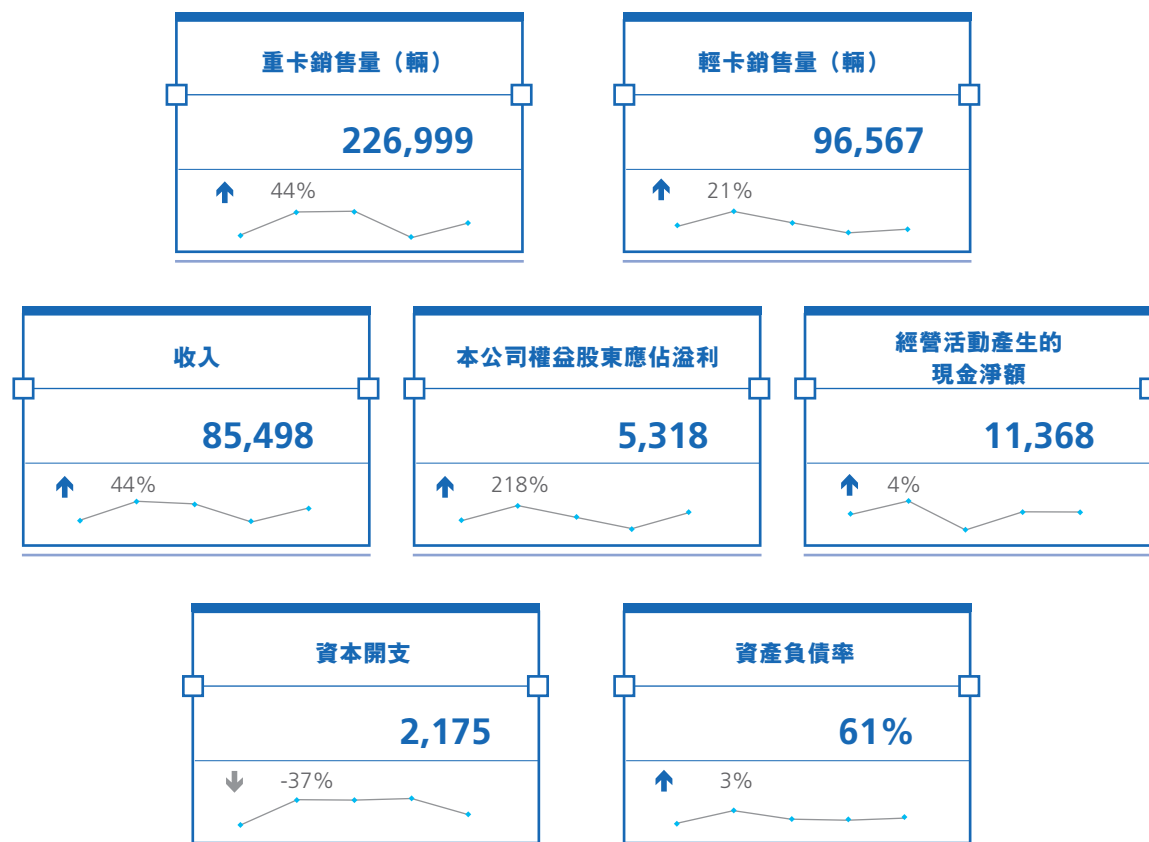 重卡銷售量（輛）
226,999
44%
輕卡銷售量（輛）
96,567
21%
收入
85,498
44%
本公司權益股東應佔溢利
5,318
218%
經營活動產生的
現金淨額
11,368
4%
資本開支
2,175
-37%
資產負債率
61%
3%